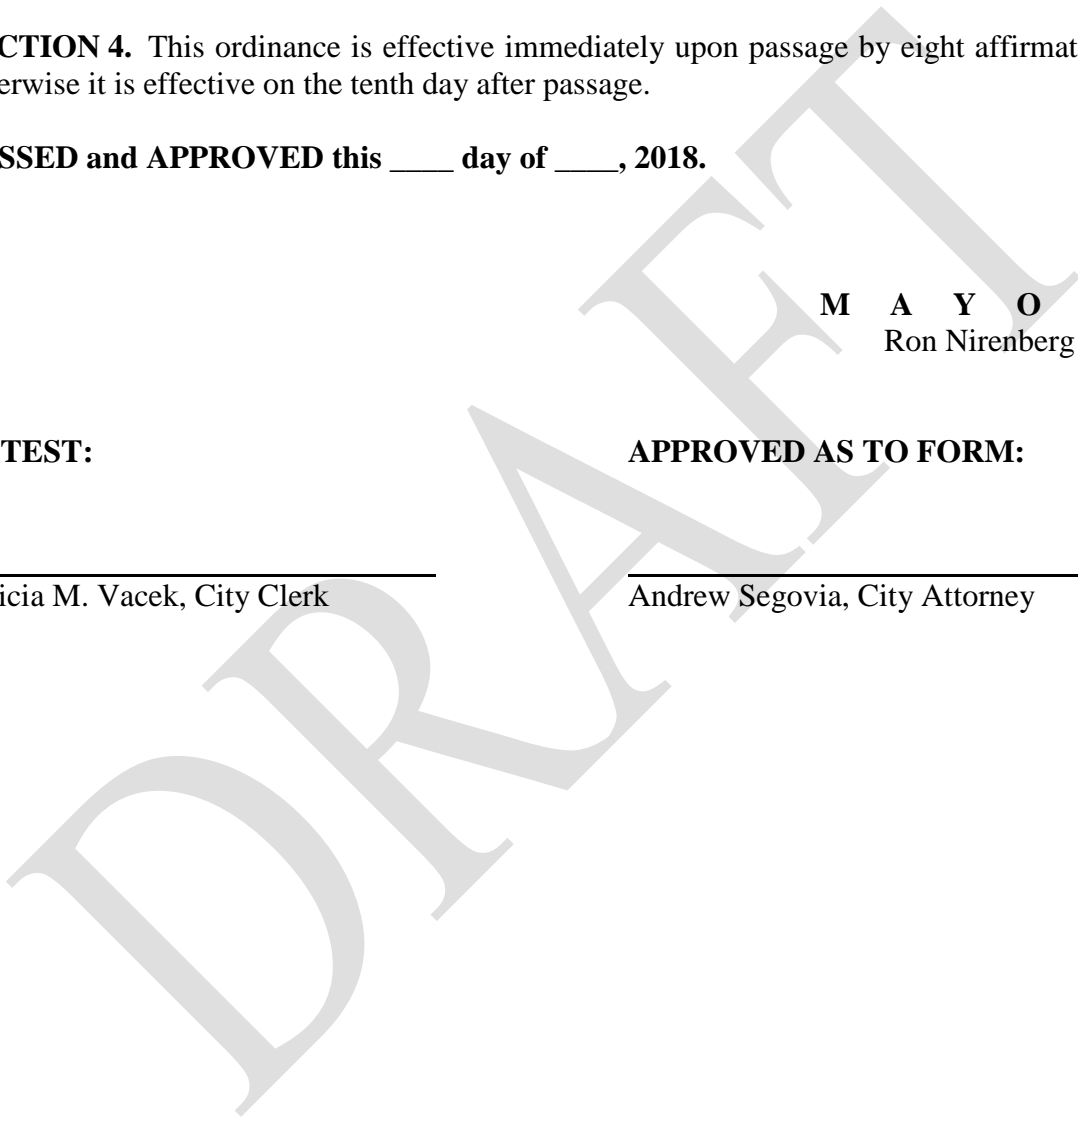 CTION 4. This ordinance is effective immediately upon passage by eight affirmat
erwise it is effective on the tenth day after passage.
SSED and APPROVED this ____ day of ____, 2018.
M A Y O
Ron Nirenberg
TEST:
APPROVED AS TO FORM:
icia M. Vacek, City Clerk
Andrew Segovia, City Attorney
DRAFT